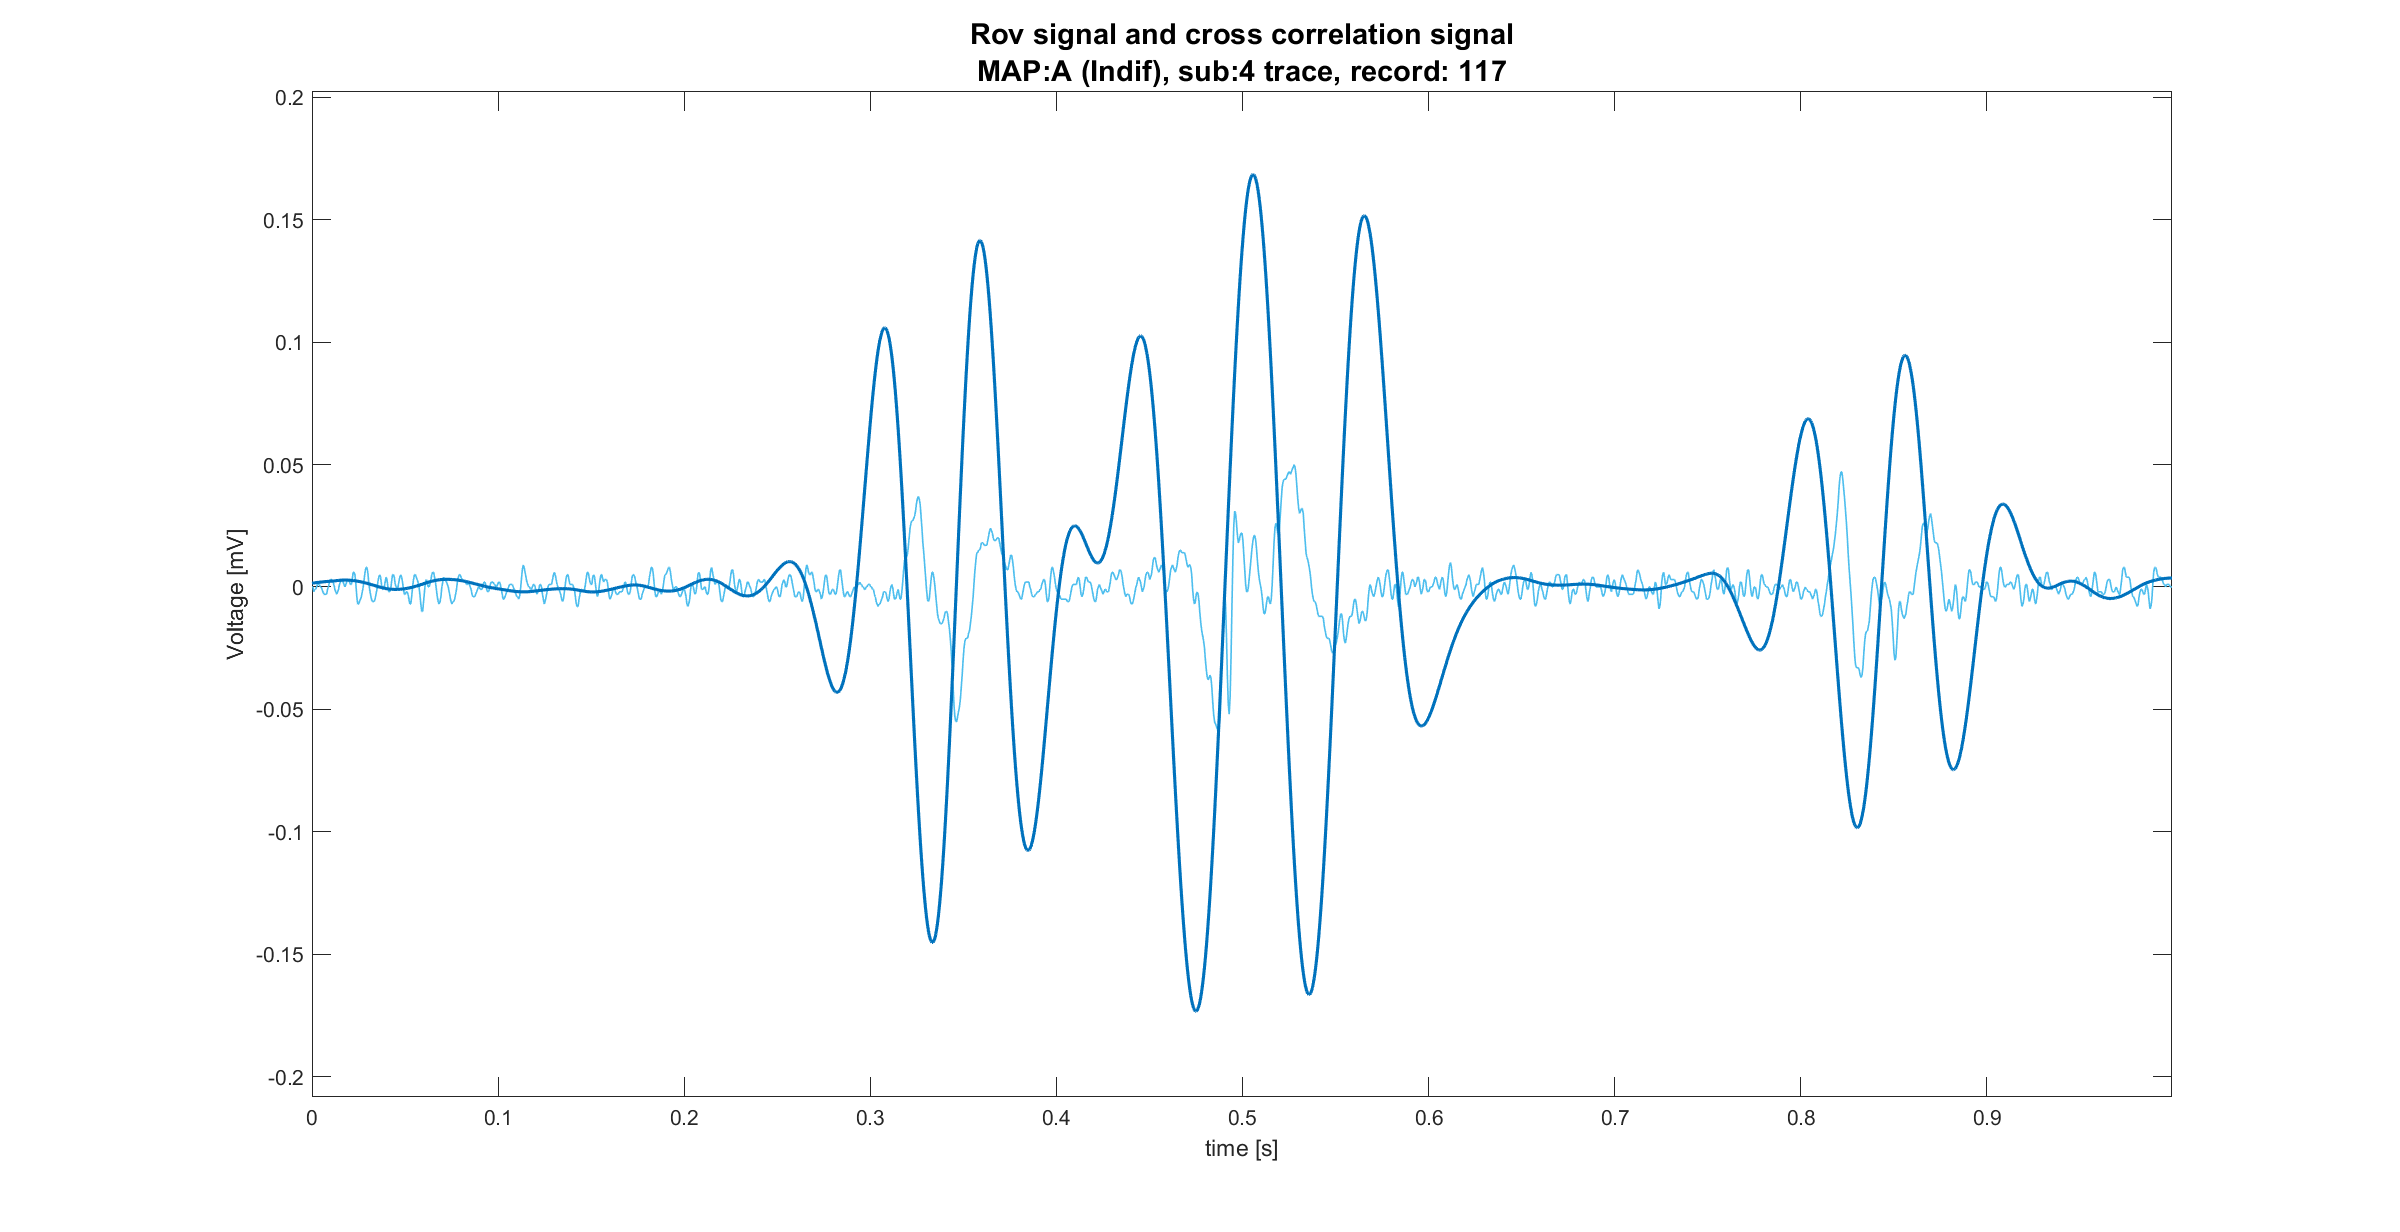 Rov signal and cross correlation signal
MAP:A (Indif), sub:4 trace, record: 117
0.2
0.15
0.1
0.05
0
-0.05
-0.1
-0.15
-0.2
Voltage [mV]
0 0.1 0.2 0.3 0.4 0.5 0.6 0.7 0.8 0.9
time [s]